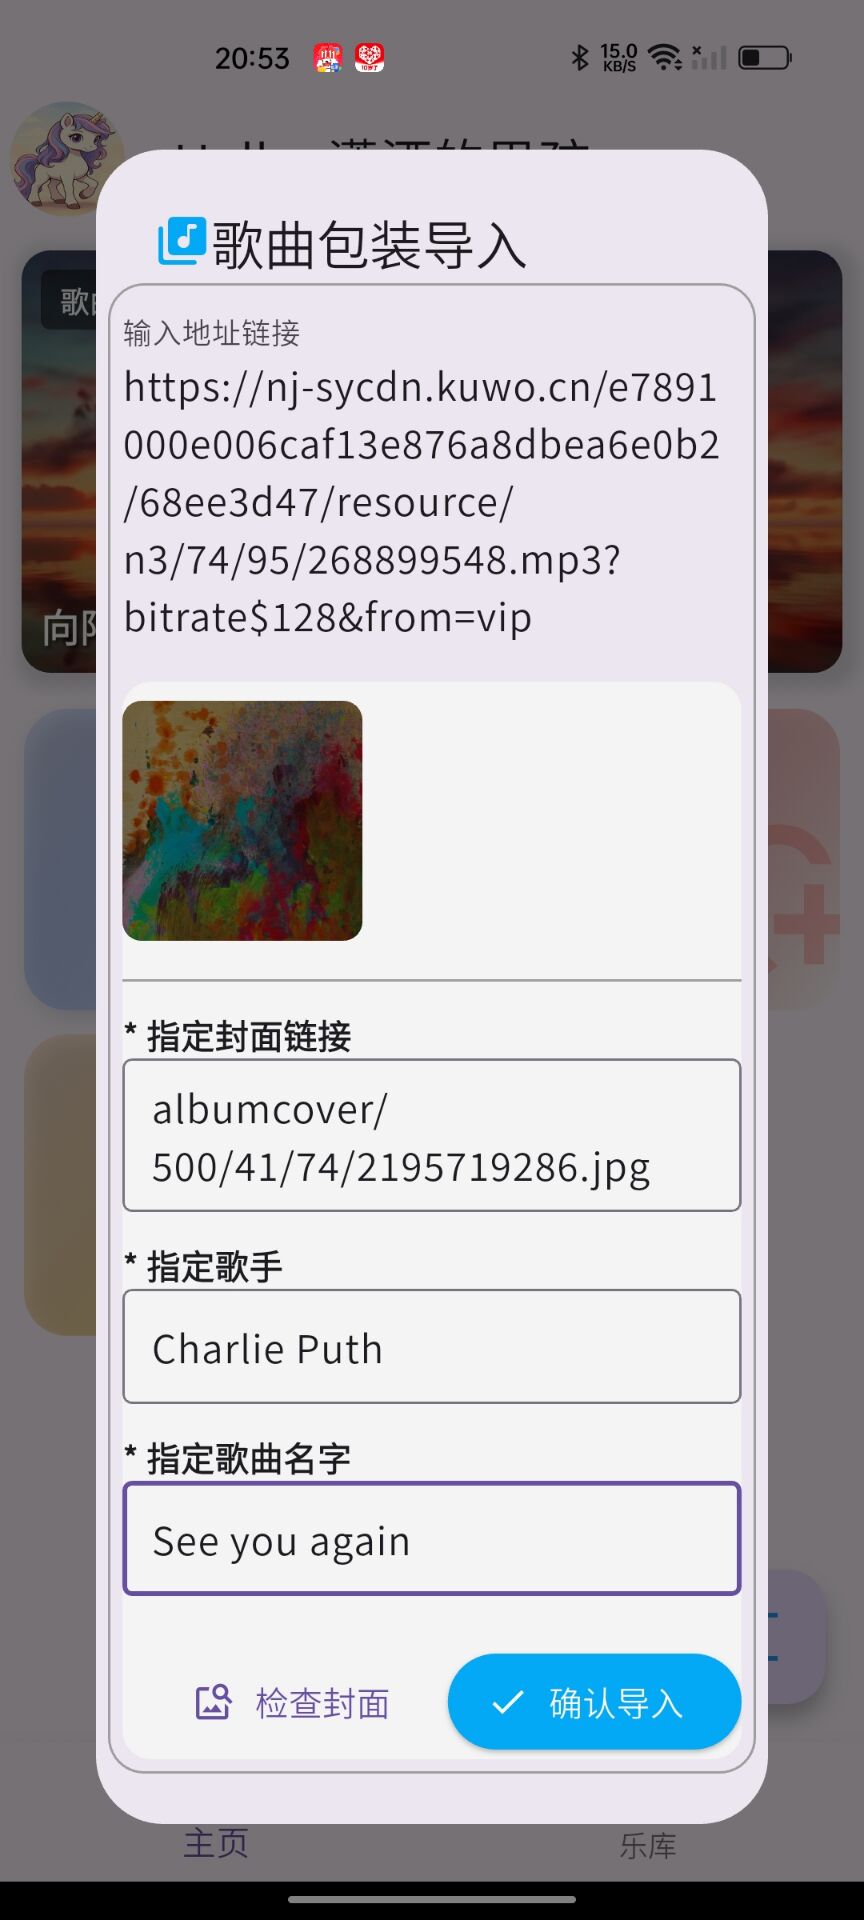 20:53
15.0
KB/S
歌曲包装导入
输入地址链接
https://nj-sycdn.kuwo.cn/e7891
000e006caf13e876a8dbea6e0b2
/68ee3d47/resource/
n3/74/95/268899548.mp3?
bitrate$128&from=vip
* 指定封面链接
albumcover/
500/41/74/2195719286.jpg
* 指定歌手
Charlie Puth
* 指定歌曲名字
See you again
检查封面
确认导入
主页
乐库